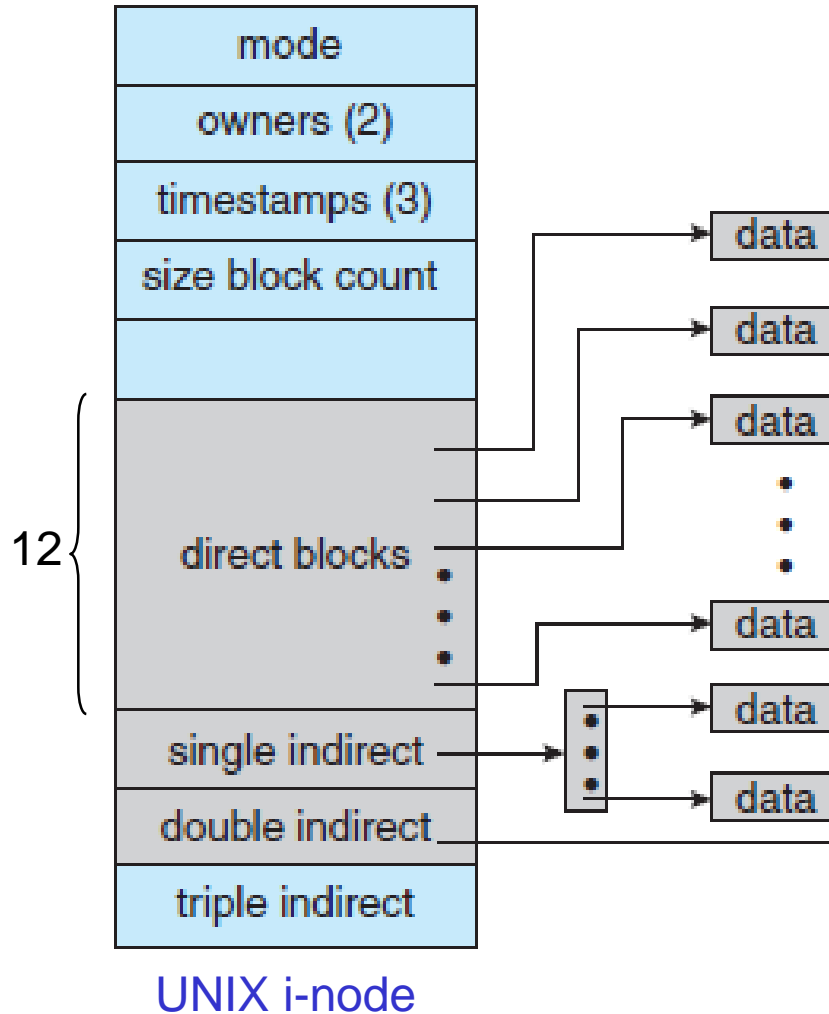 mode
owners (2)
timestamps (3)
size block count
12
direct blocks
single indirect
double indirect
triple indirect
data
data
data
data
data
data
UNIX i-node